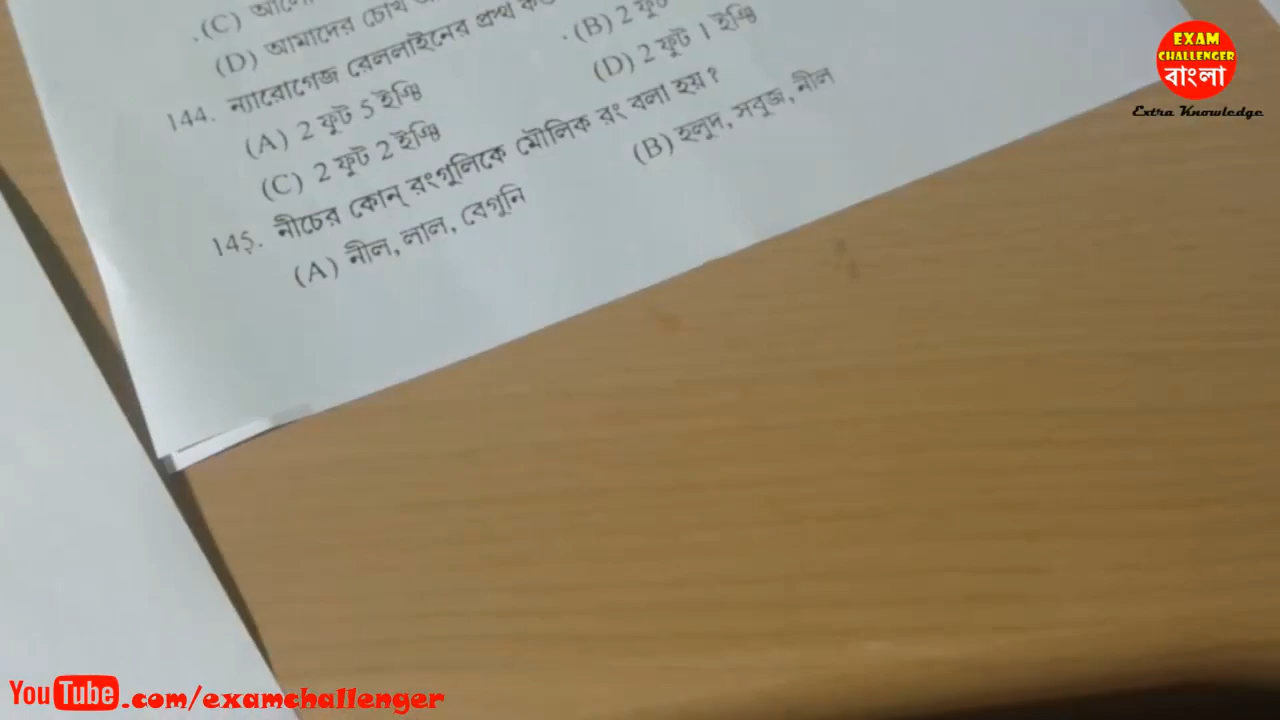 (C) আলো
(D) আমাদের চোখ
144. ন্যারোগেজ রেললাইনের প্রস্থ
(A) 2 ফুট 5 ইঞ্চি
(B) 2 ফুট
(C) 2 ফুট 2 ইঞ্চি
(D) 2 ফুট 1 ইঞ্চি
145. নীচের কোন্ রংগুলিকে মৌলিক রং বলা হয়?
(A) নীল, লাল, বেগুনি
(B) হলুদ, সবুজ, নীল
EXAM
CHALLENGER
বাংলা
Extra Knowledge
YouTube.com/examchallenger